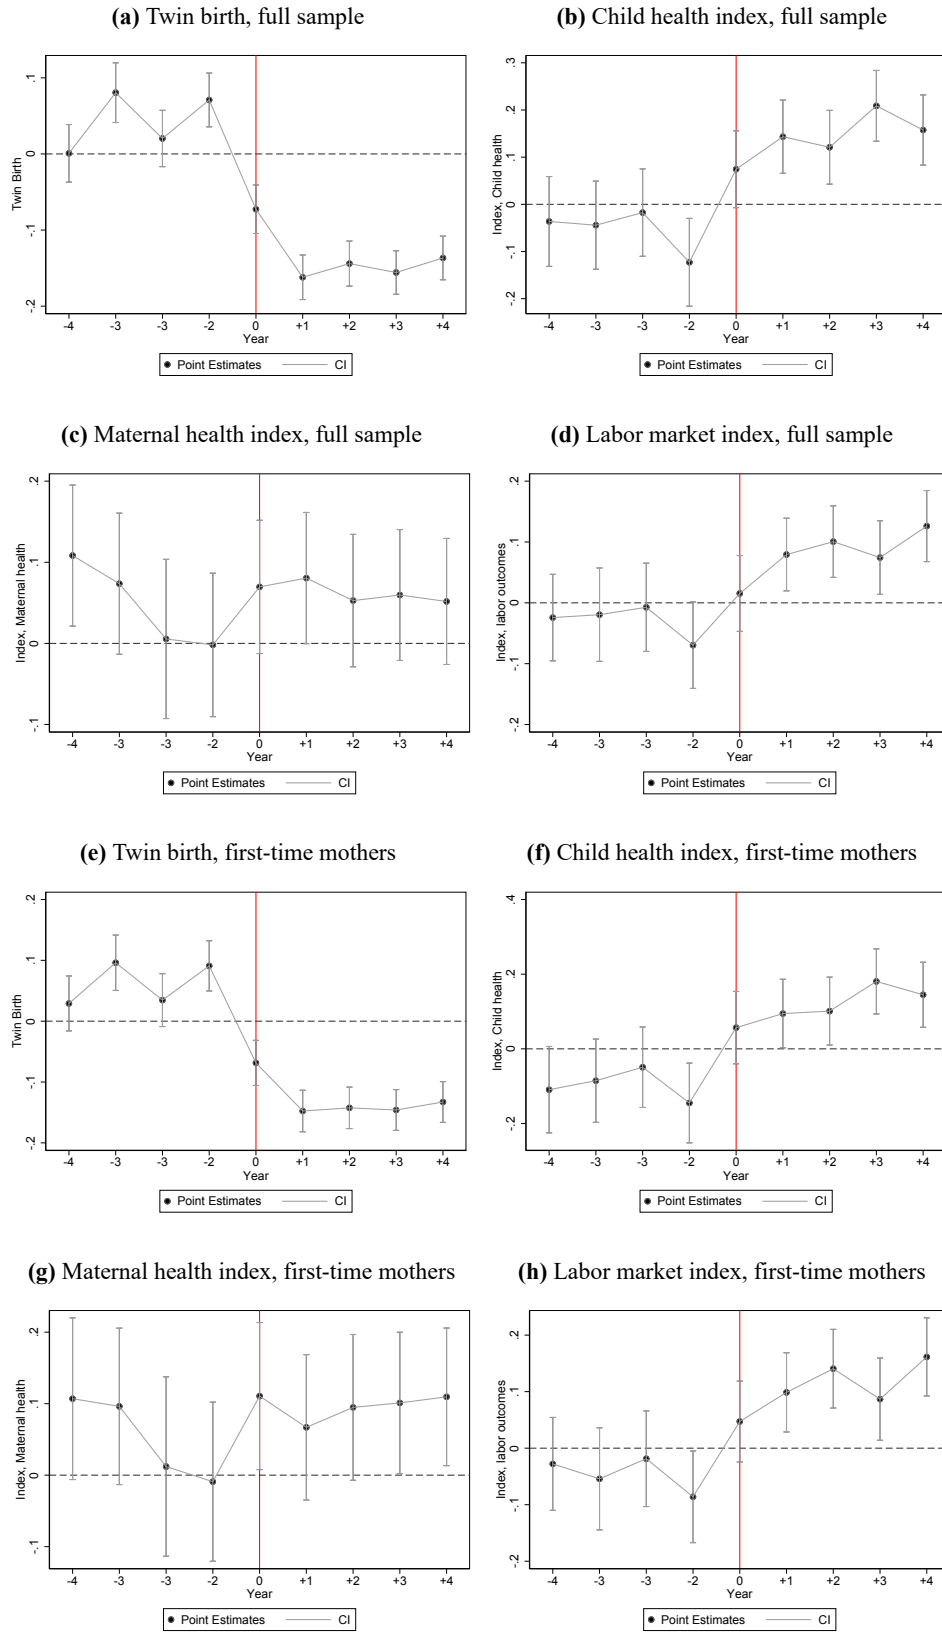 (a) Twin birth, full sample
Twin Birth
.1
0
-.1
-.2
-4 -3 -3 -2 0 +1 +2 +3 +4
Year
Point Estimates CI
(b) Child health index, full sample
Index, Child health
.3
.2
.1
0
-.1
-.2
-4 -3 -3 -2 0 +1 +2 +3 +4
Year
Point Estimates CI
(c) Maternal health index, full sample
Index, Maternal health
.2
.1
0
-.1
-4 -3 -3 -2 0 +1 +2 +3 +4
Year
Point Estimates CI
(d) Labor market index, full sample
Index, labor outcomes
.2
.1
0
-.1
-.2
-4 -3 -3 -2 0 +1 +2 +3 +4
Year
Point Estimates CI
(e) Twin birth, first-time mothers
Twin Birth
.2
.1
0
-.1
-.2
-4 -3 -3 -2 0 +1 +2 +3 +4
Year
Point Estimates CI
(f) Child health index, first-time mothers
Index, Child health
.4
.2
0
-.2
-4 -3 -3 -2 0 +1 +2 +3 +4
Year
Point Estimates CI
(g) Maternal health index, first-time mothers
Index, Maternal health
.2
.1
0
-.1
-4 -3 -3 -2 0 +1 +2 +3 +4
Year
Point Estimates CI
(h) Labor market index, first-time mothers
Index, labor outcomes
.2
.1
0
-.1
-.2
-4 -3 -3 -2 0 +1 +2 +3 +4
Year
Point Estimates CI